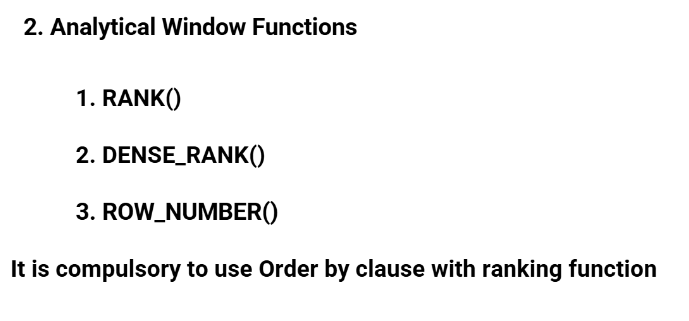 2. Analytical Window Functions
1. RANK()
2. DENSE_RANK()
3. ROW_NUMBER()
It is compulsory to use Order by clause with ranking function